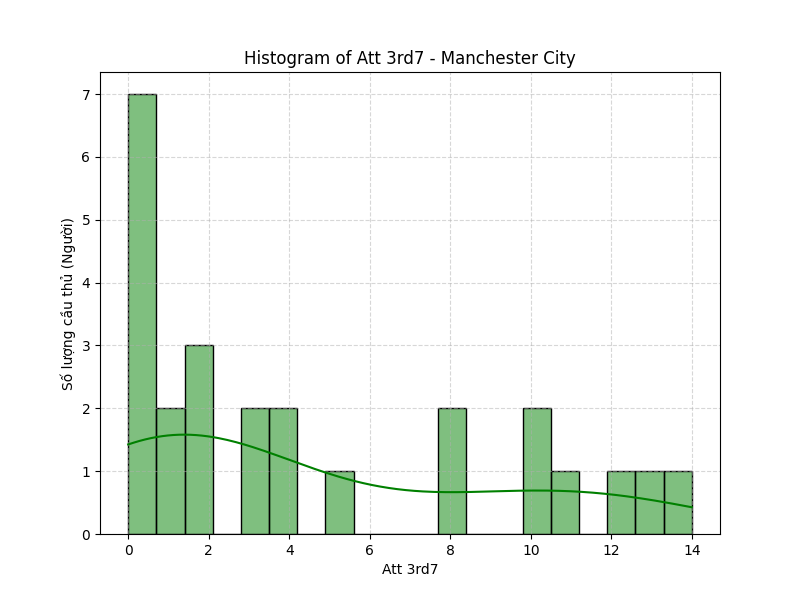 Histogram of Att 3rd7 - Manchester City
Số lượng cầu thủ (Người)
7
6
5
4
3
2
1
0
0 2 4 6 8 10 12 14
Att 3rd7